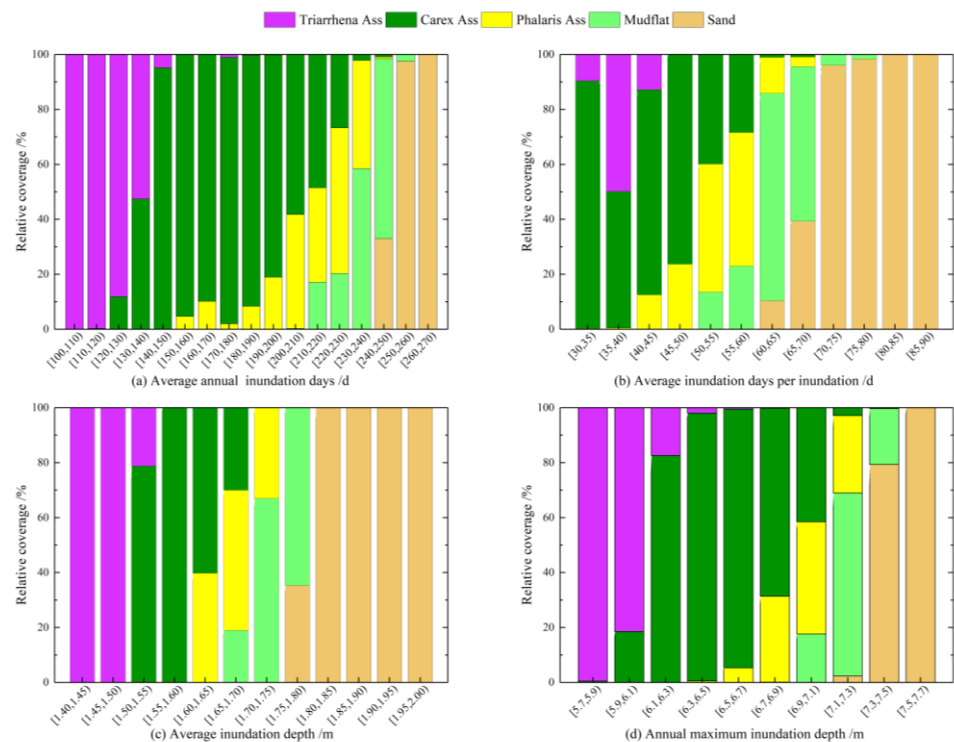 Triarrhena Ass Carex Ass Phalaris Ass Mudflat Sand
Relative coverage /%
100
80
60
40
20
0
[100,110) [110,120) [120,130) [130,140) [140,150) [150,160) [160,170) [170,180) [180,190) [190,200) [200,210) [210,220) [220,230) [230,240) [240,250) [250,260) [260,270)
(a) Average annual inundation days /d
Relative coverage /%
100
80
60
40
20
0
[30,35) [35,40) [40,45) [45,50) [50,55) [55,60) [60,65) [65,70) [70,75) [75,80) [80,85) [85,90)
(b) Average inundation days per inundation /d
Relative coverage /%
100
80
60
40
20
0
[1.40,1.45) [1.45,1.50) [1.50,1.55) [1.55,1.60) [1.60,1.65) [1.65,1.70) [1.70,1.75) [1.75,1.80) [1.80,1.85) [1.85,1.90) [1.90,1.95) [1.95,2.00)
(c) Average inundation depth /m
Relative coverage /%
100
80
60
40
20
0
[5.7,5.9) [5.9,6.1) [6.1,6.3) [6.3,6.5) [6.5,6.7) [6.7,6.9) [6.9,7.1) [7.1,7.3) [7.3,7.5) [7.5,7.7)
(d) Annual maximum inundation depth /m